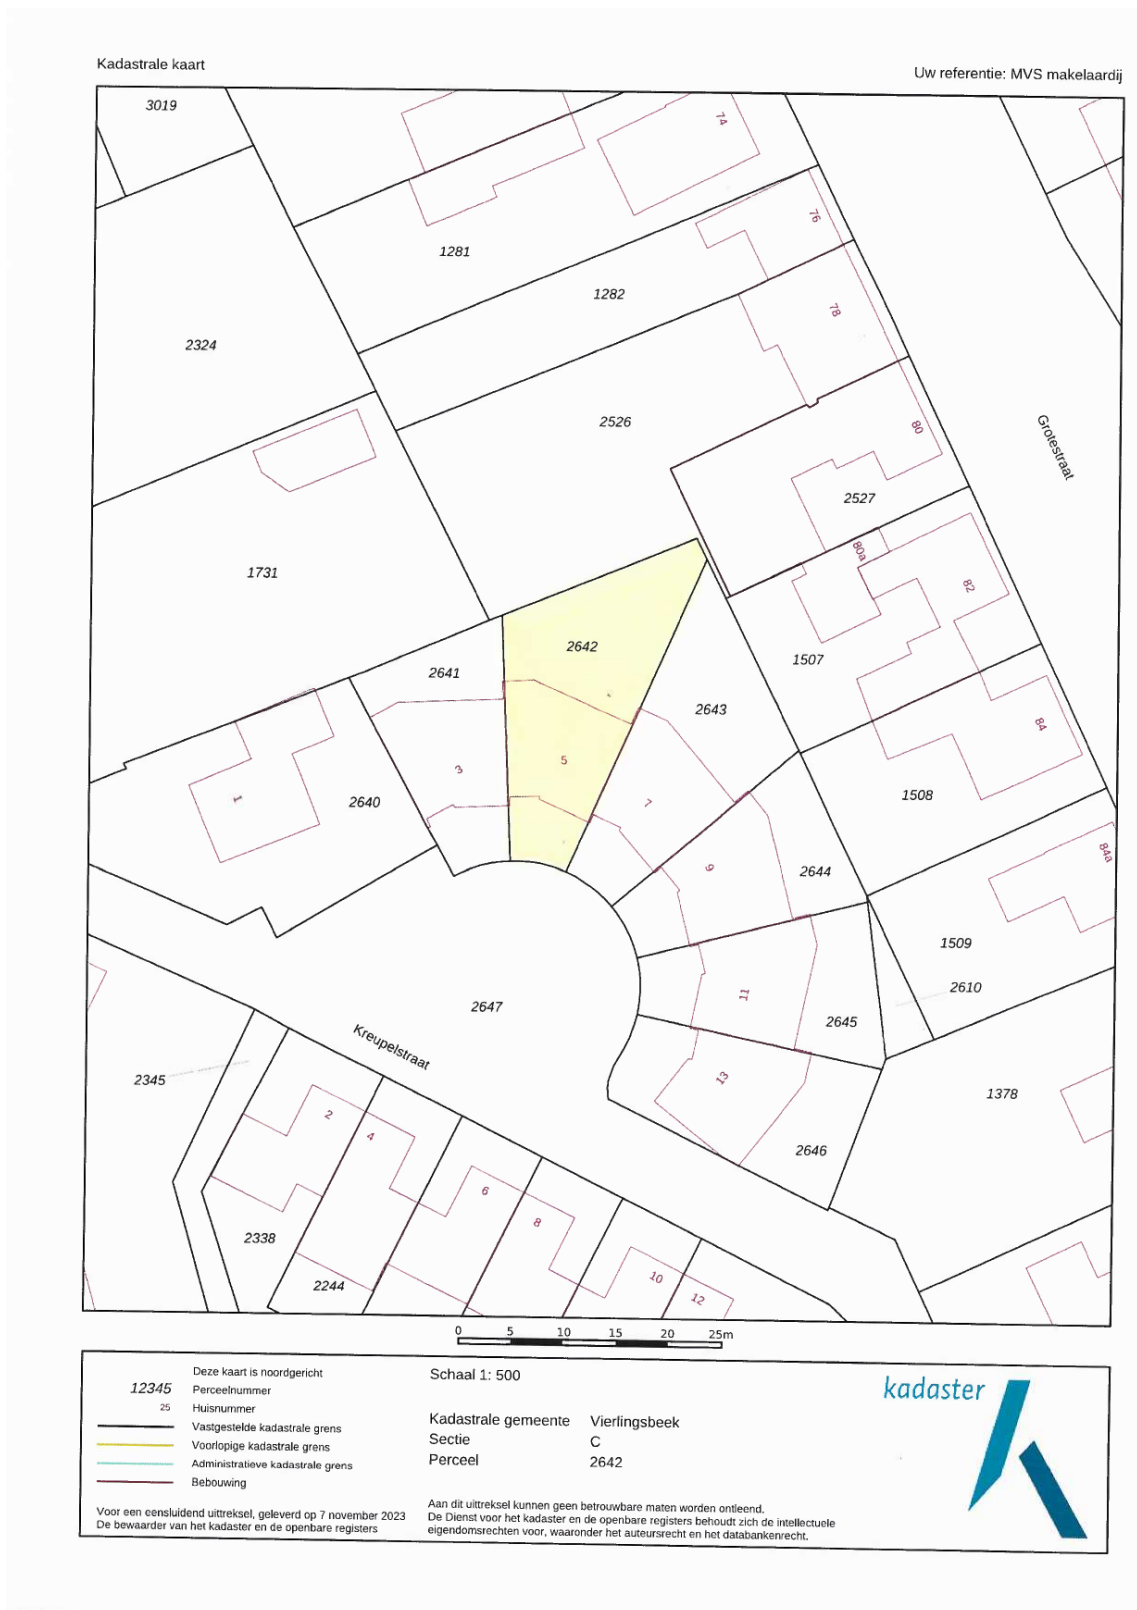 Kadastrale kaart
Uw referentie: MVS makelaardij
3019
74
76
1281
1282
78
2324
2526
80
Grotestraat
2527
80a
82
1731
2642
2641
1507
2643
84
5
3
1
2640
7
1508
84a
9
2644
1509
2610
11
2645
2647
Kreupelstraat
2345
13
1378
2
4
2646
6
8
2338
10
2244
12
0 5 10 15 20 25m
Deze kaart is noordgericht
12345 Perceelnummer
25 Huisnummer
Vastgestelde kadastrale grens
Voorlopige kadastrale grens
Administratieve kadastrale grens
Bebouwing
Voor een eensluidend uittreksel, geleverd op 7 november 2023
De bewaarder van het kadaster en de openbare registers
Schaal 1: 500
Kadastrale gemeente Vierlingsbeek
Sectie C
Perceel 2642
Aan dit uittreksel kunnen geen betrouwbare maten worden ontleend.
De Dienst voor het kadaster en de openbare registers behoudt zich de intellectuele
eigendomsrechten voor, waaronder het auteursrecht en het databankenrecht.
kadaster